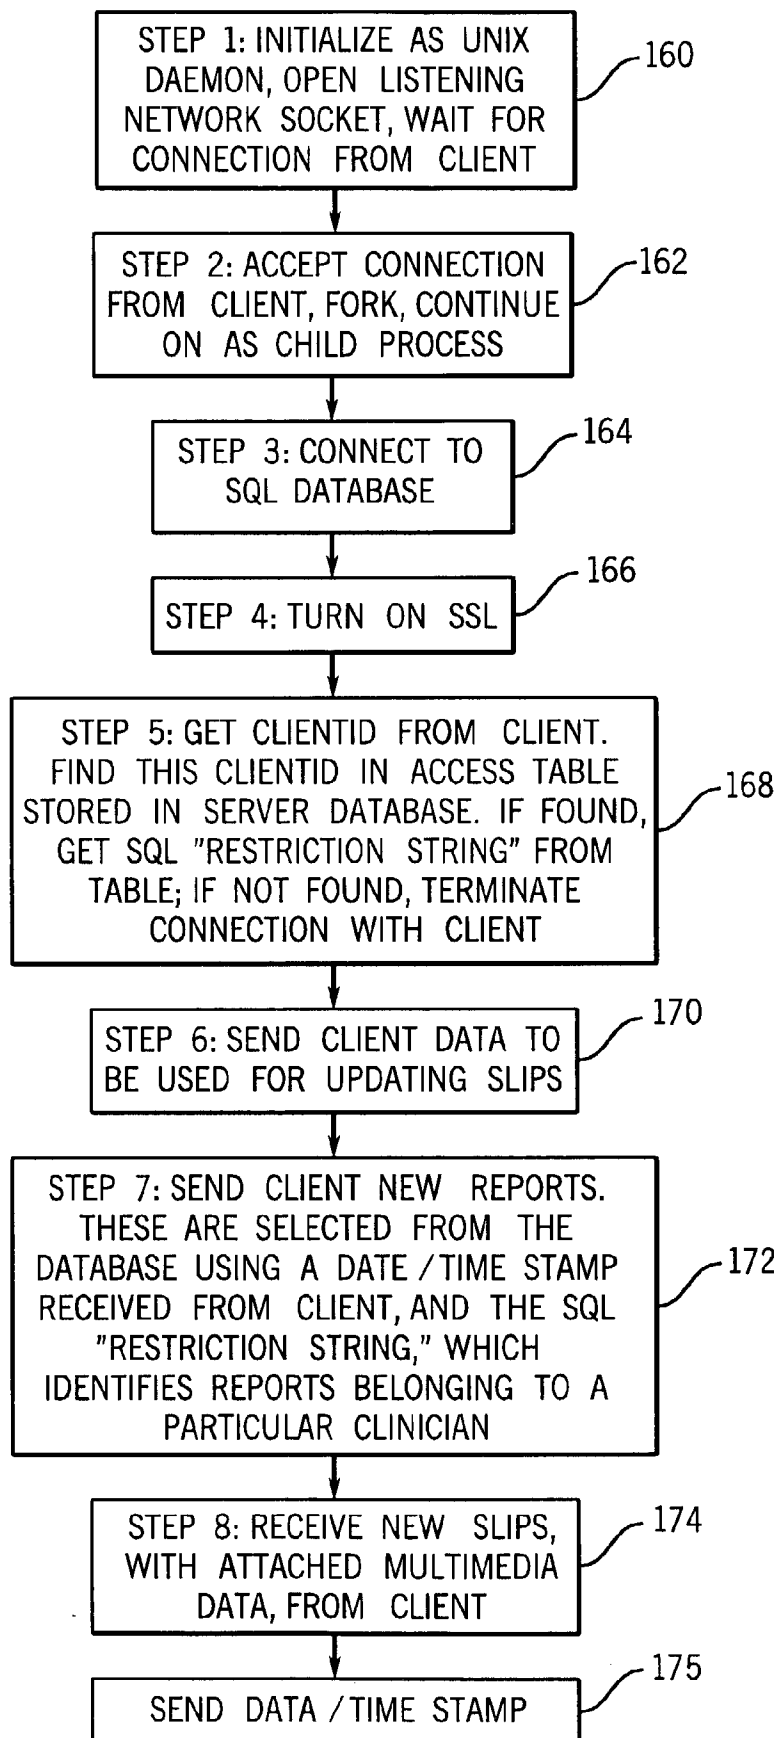 STEP 1: INITIALIZE AS UNIX
DAEMON, OPEN LISTENING
NETWORK SOCKET, WAIT FOR
CONNECTION FROM CLIENT
160
STEP 2: ACCEPT CONNECTION
FROM CLIENT, FORK, CONTINUE
ON AS CHILD PROCESS
162
STEP 3: CONNECT TO
SQL DATABASE
164
STEP 4: TURN ON SSL
166
STEP 5: GET CLIENTID FROM CLIENT.
FIND THIS CLIENTID IN ACCESS TABLE
STORED IN SERVER DATABASE. IF FOUND,
GET SQL "RESTRICTION STRING" FROM
TABLE; IF NOT FOUND, TERMINATE
CONNECTION WITH CLIENT
168
STEP 6: SEND CLIENT DATA TO
BE USED FOR UPDATING SLIPS
170
STEP 7: SEND CLIENT NEW REPORTS.
THESE ARE SELECTED FROM THE
DATABASE USING A DATE / TIME STAMP
RECEIVED FROM CLIENT, AND THE SQL
"RESTRICTION STRING," WHICH
IDENTIFIES REPORTS BELONGING TO A
PARTICULAR CLINICIAN
172
STEP 8: RECEIVE NEW SLIPS,
WITH ATTACHED MULTIMEDIA
DATA, FROM CLIENT
174
SEND DATA / TIME STAMP
175